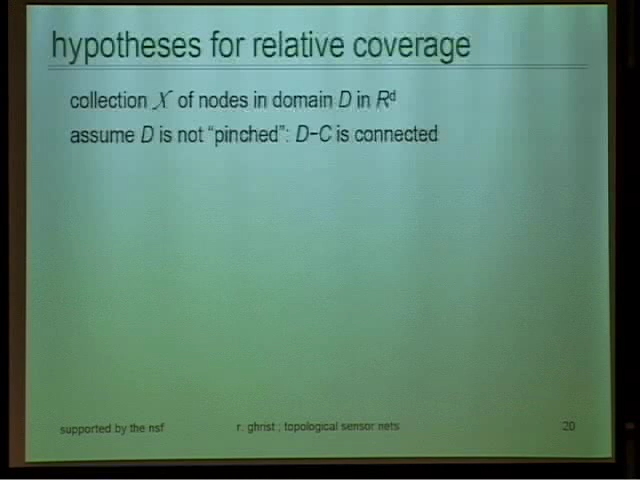 hypotheses for relative coverage
collection X of nodes in domain D in Rᵈ
assume D is not "pinched": D−C is connected
supported by the nsf
r. ghrist ; topological sensor nets
20